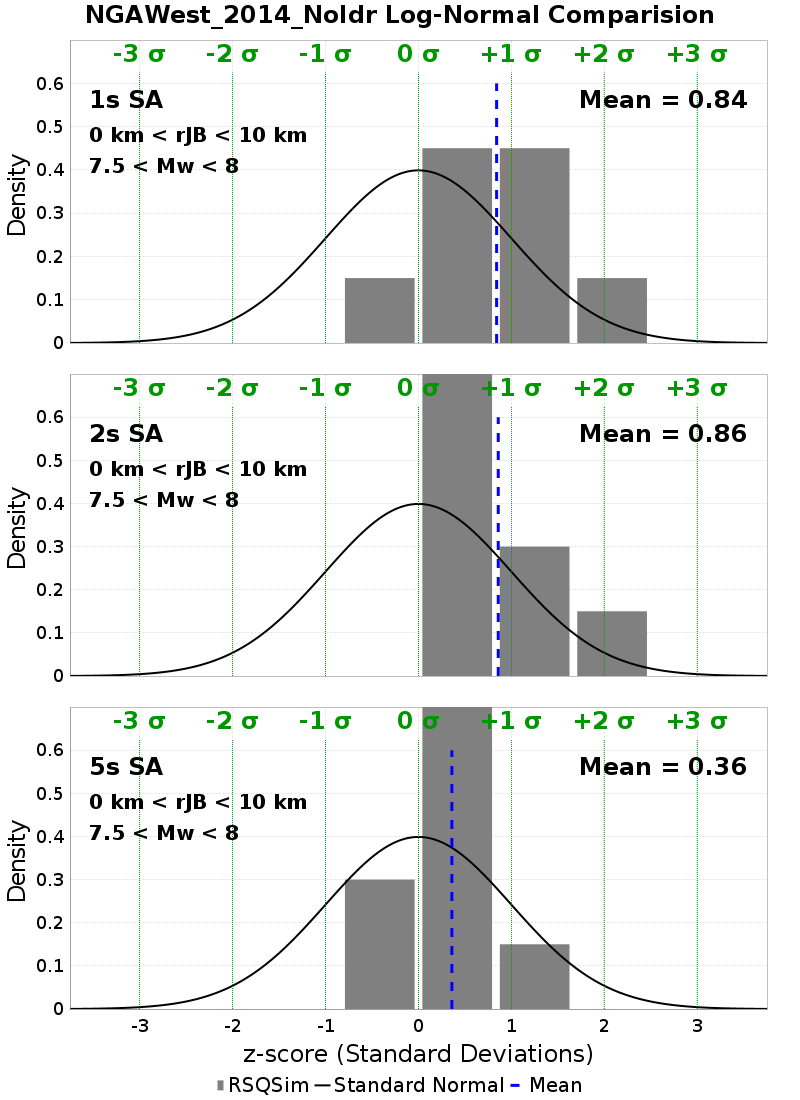 NGAWest_2014_NoIdr Log-Normal Comparision
-3 σ -2 σ -1 σ 0 σ +1 σ +2 σ +3 σ
1s SA Mean = 0.84
0 km < rJB < 10 km
7.5 < Mw < 8
Density
0.6
0.5
0.4
0.3
0.2
0.1
0
-3 σ -2 σ -1 σ 0 σ +1 σ +2 σ +3 σ
2s SA Mean = 0.86
0 km < rJB < 10 km
7.5 < Mw < 8
Density
0.6
0.5
0.4
0.3
0.2
0.1
0
-3 σ -2 σ -1 σ 0 σ +1 σ +2 σ +3 σ
5s SA Mean = 0.36
0 km < rJB < 10 km
7.5 < Mw < 8
Density
0.6
0.5
0.4
0.3
0.2
0.1
0
-3 -2 -1 0 1 2 3
z-score (Standard Deviations)
RSQSim Standard Normal Mean